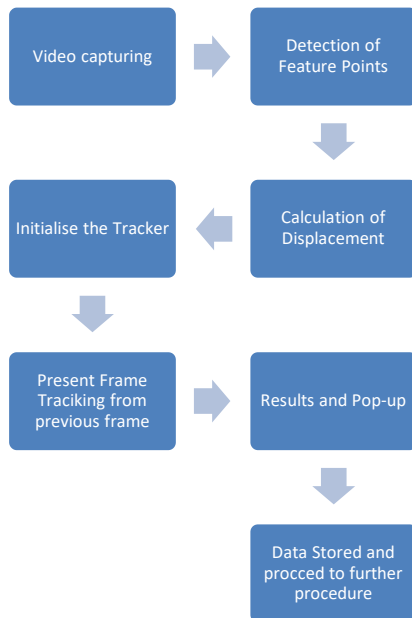 Video capturing
Detection of
Feature Points
Calculation of
Displacement
Initialise the Tracker
Present Frame
Traciking from
previous frame
Results and Pop-up
Data Stored and
procced to further
procedure